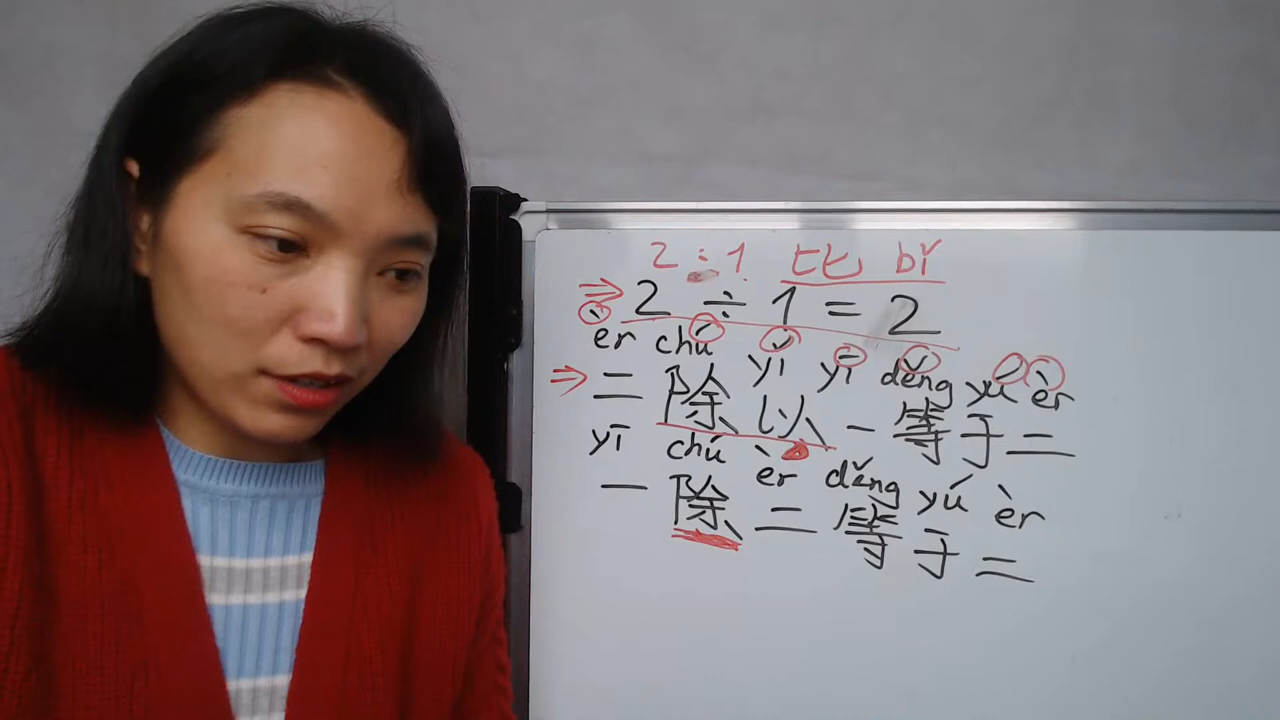 2 : 1 比 bǐ
⇒ 2 ÷ 1 = 2
èr chú yǐ yī děng yú èr
⇒ 二 除 以 一 等 于 二
yī chú èr děng yú èr
一 除 二 等 于 二